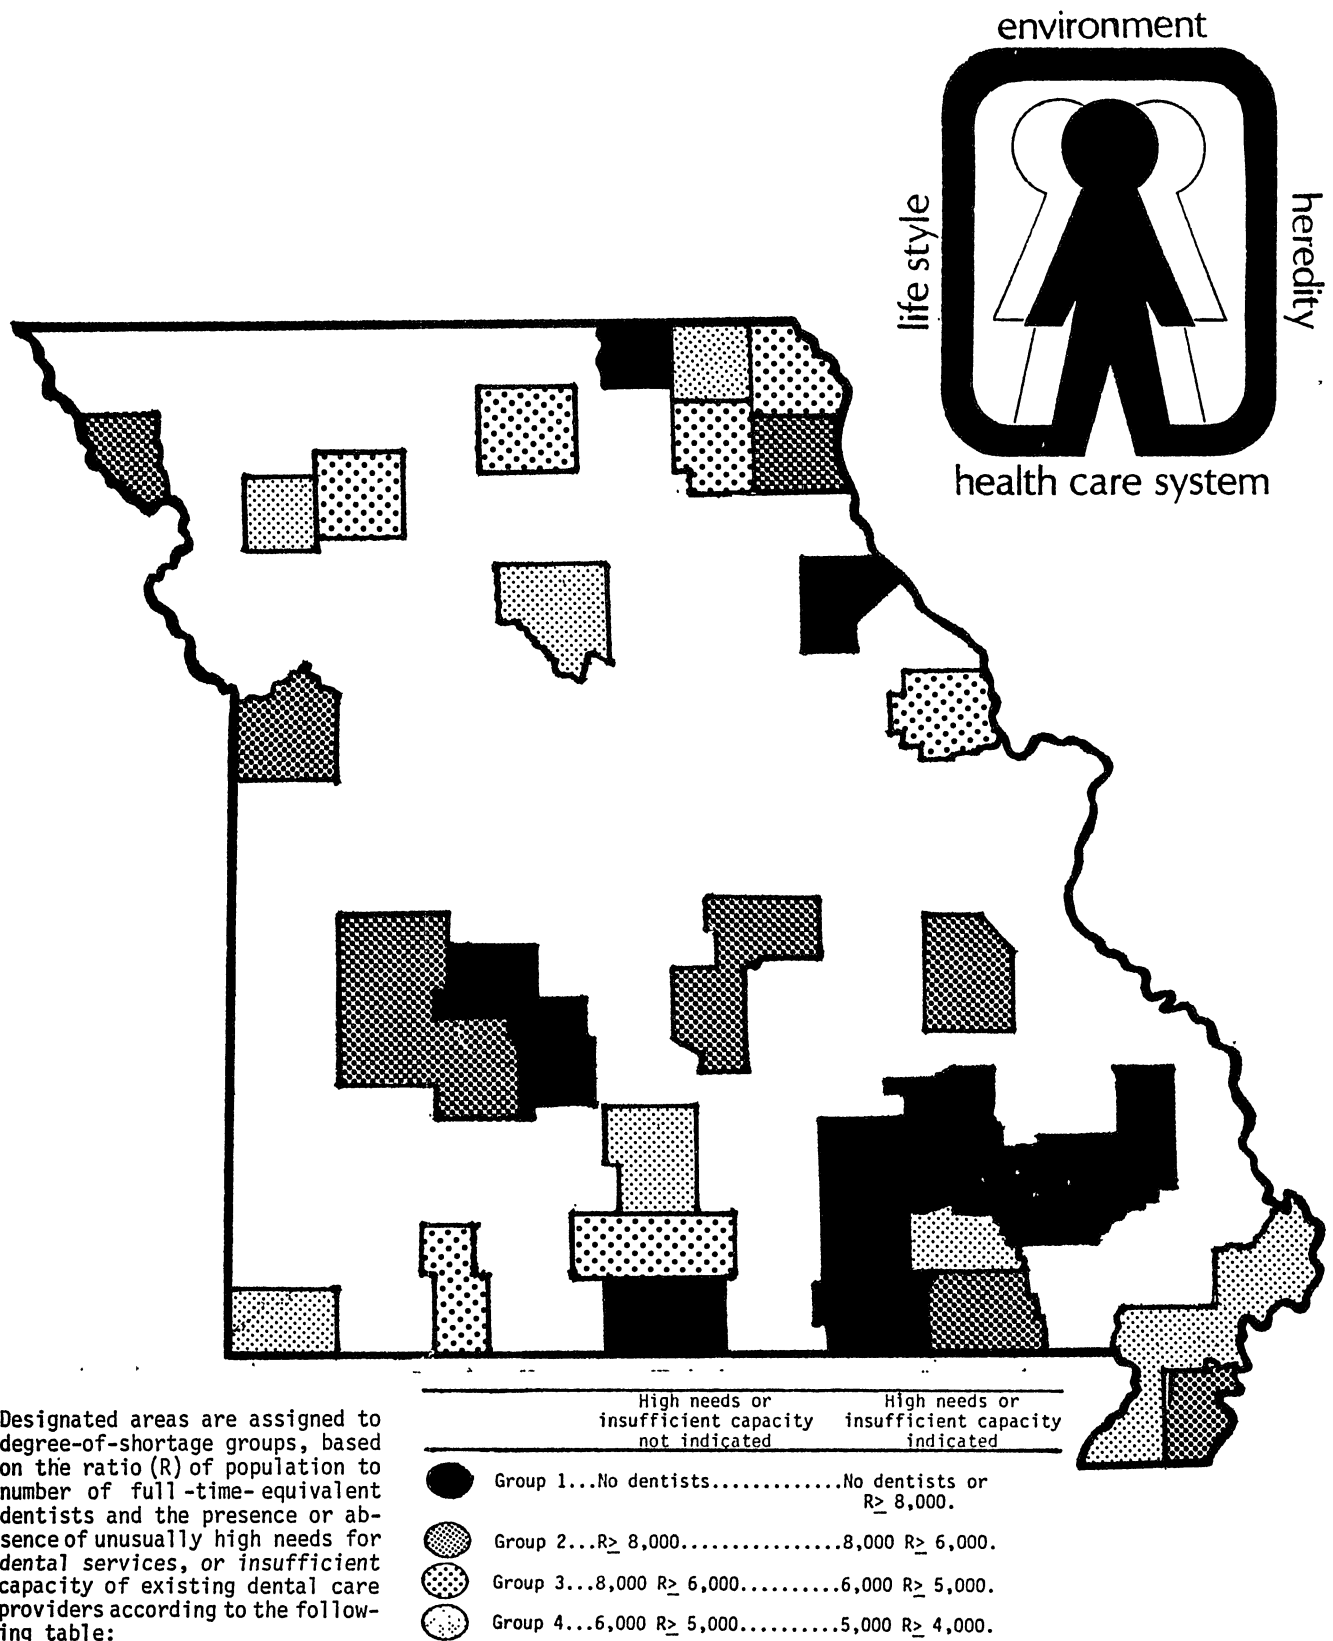 environment
life style
heredity
health care system
Designated areas are assigned to
degree-of-shortage groups, based
on the ratio (R) of population to
number of full-time-equivalent
dentists and the presence or ab-
sence of unusually high needs for
dental services, or insufficient
capacity of existing dental care
providers according to the follow-
ing table:
High needs or
insufficient capacity
not indicated
High needs or
insufficient capacity
indicated
Group 1...No dentists.............No dentists or
R≥ 8,000.
Group 2...R≥ 8,000................8,000 R≥ 6,000.
Group 3...8,000 R≥ 6,000..........6,000 R≥ 5,000.
Group 4...6,000 R≥ 5,000..........5,000 R≥ 4,000.